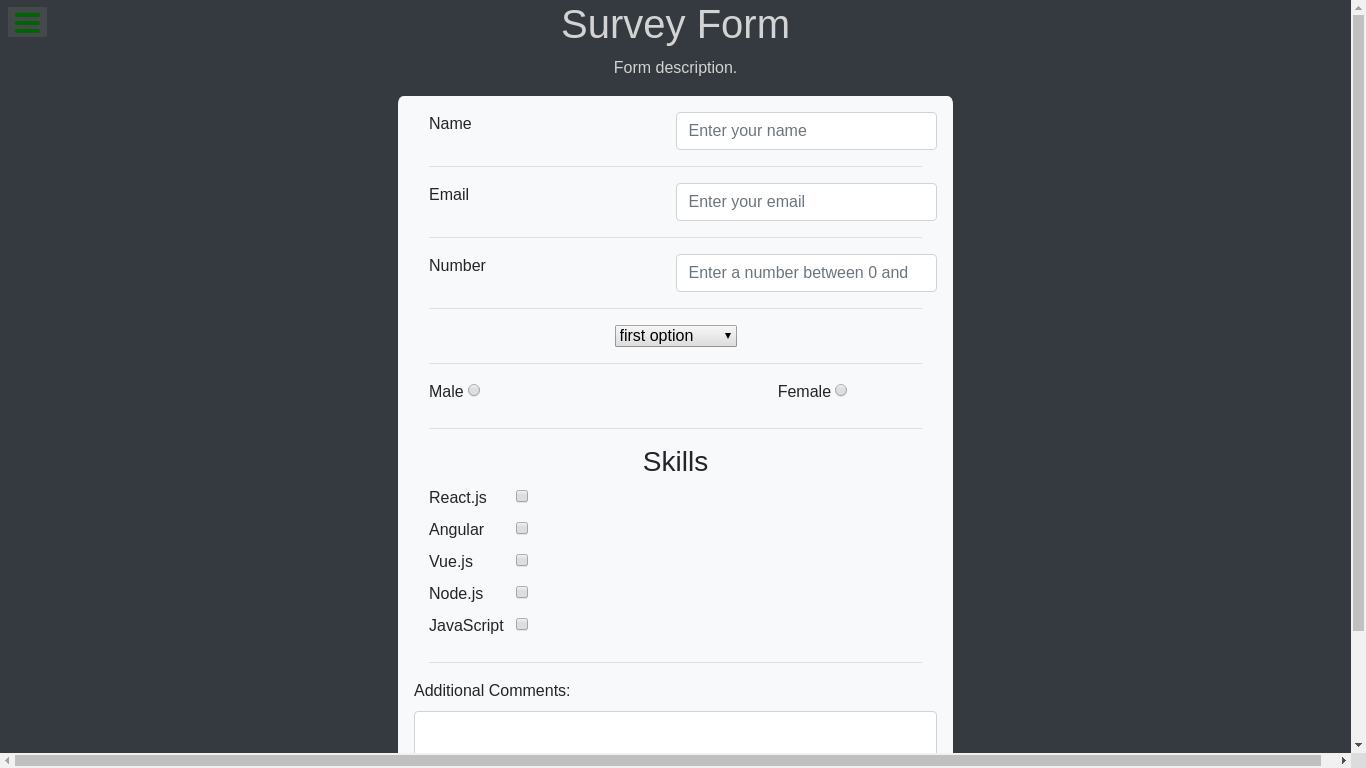 Survey Form
Form description.
Name
Enter your name
Email
Enter your email
Number
Enter a number between 0 and
first option
Male
Female
Skills
React.js
Angular
Vue.js
Node.js
JavaScript
Additional Comments: